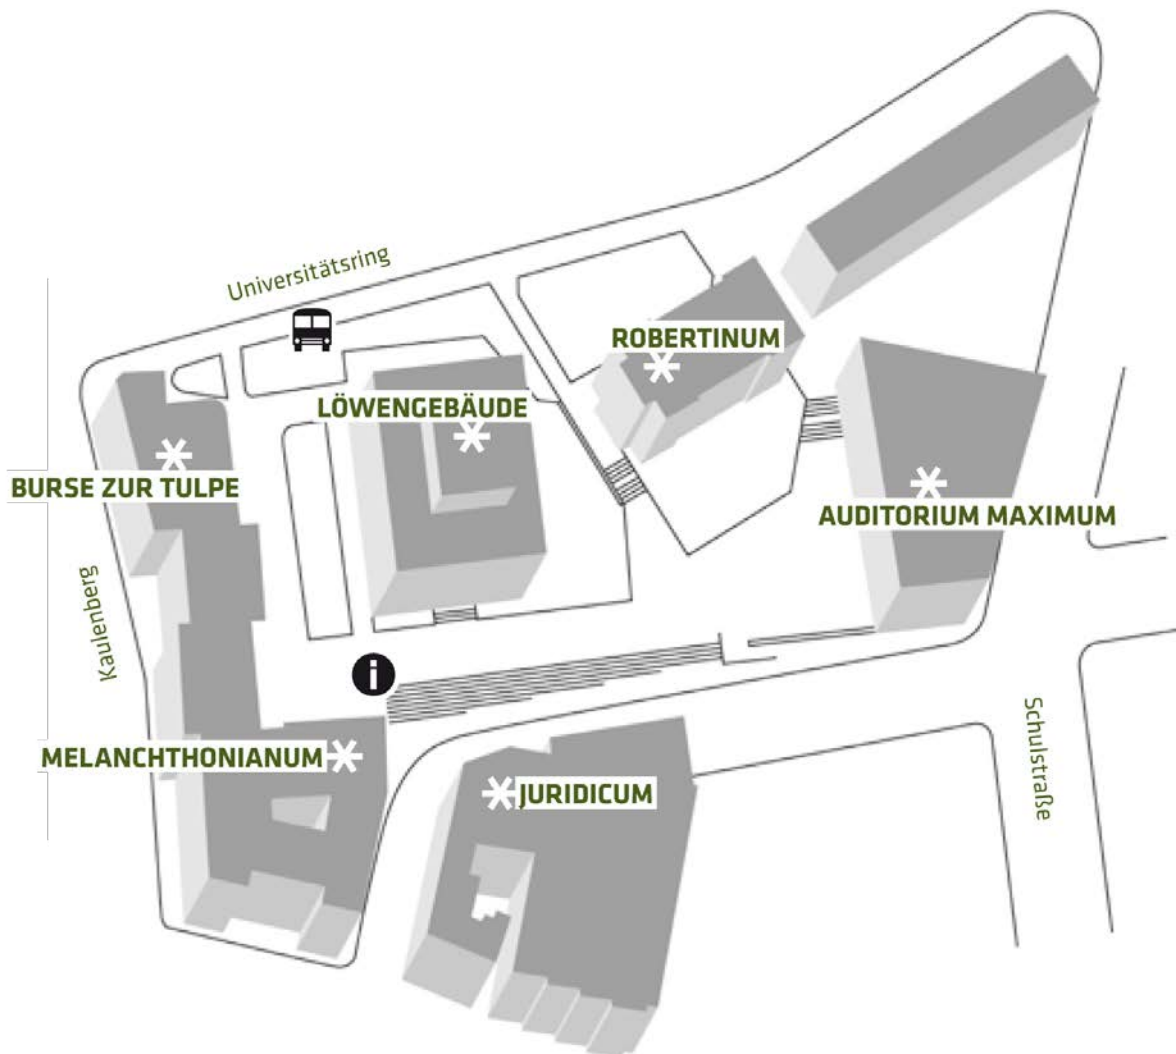 Universitätsring
ROBERTINUM
LÖWENGEBÄUDE
BURSE ZUR TULPE
AUDITORIUM MAXIMUM
Kaulenberg
i
MELANCHTHONIANUM
JURIDICUM
Schulstraße